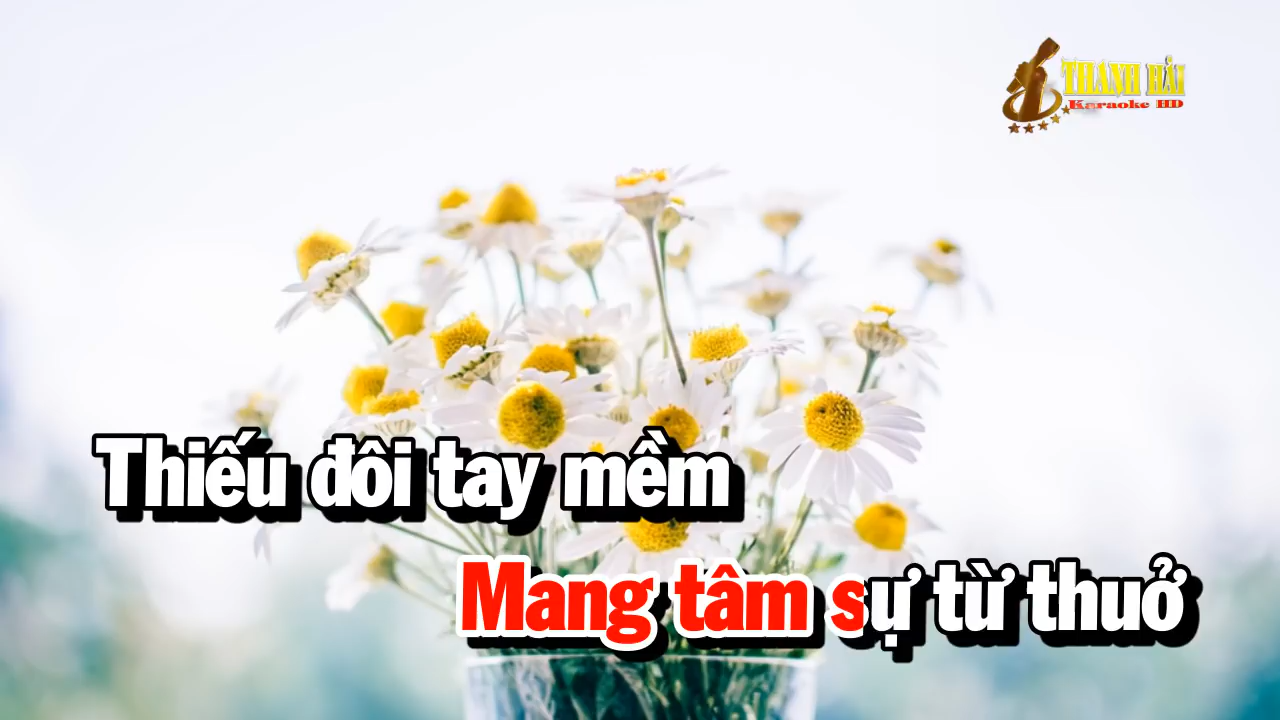 THANH HẢI
Karaoke HD
Thiếu đôi tay mềm
Mang tâm sự từ thuở